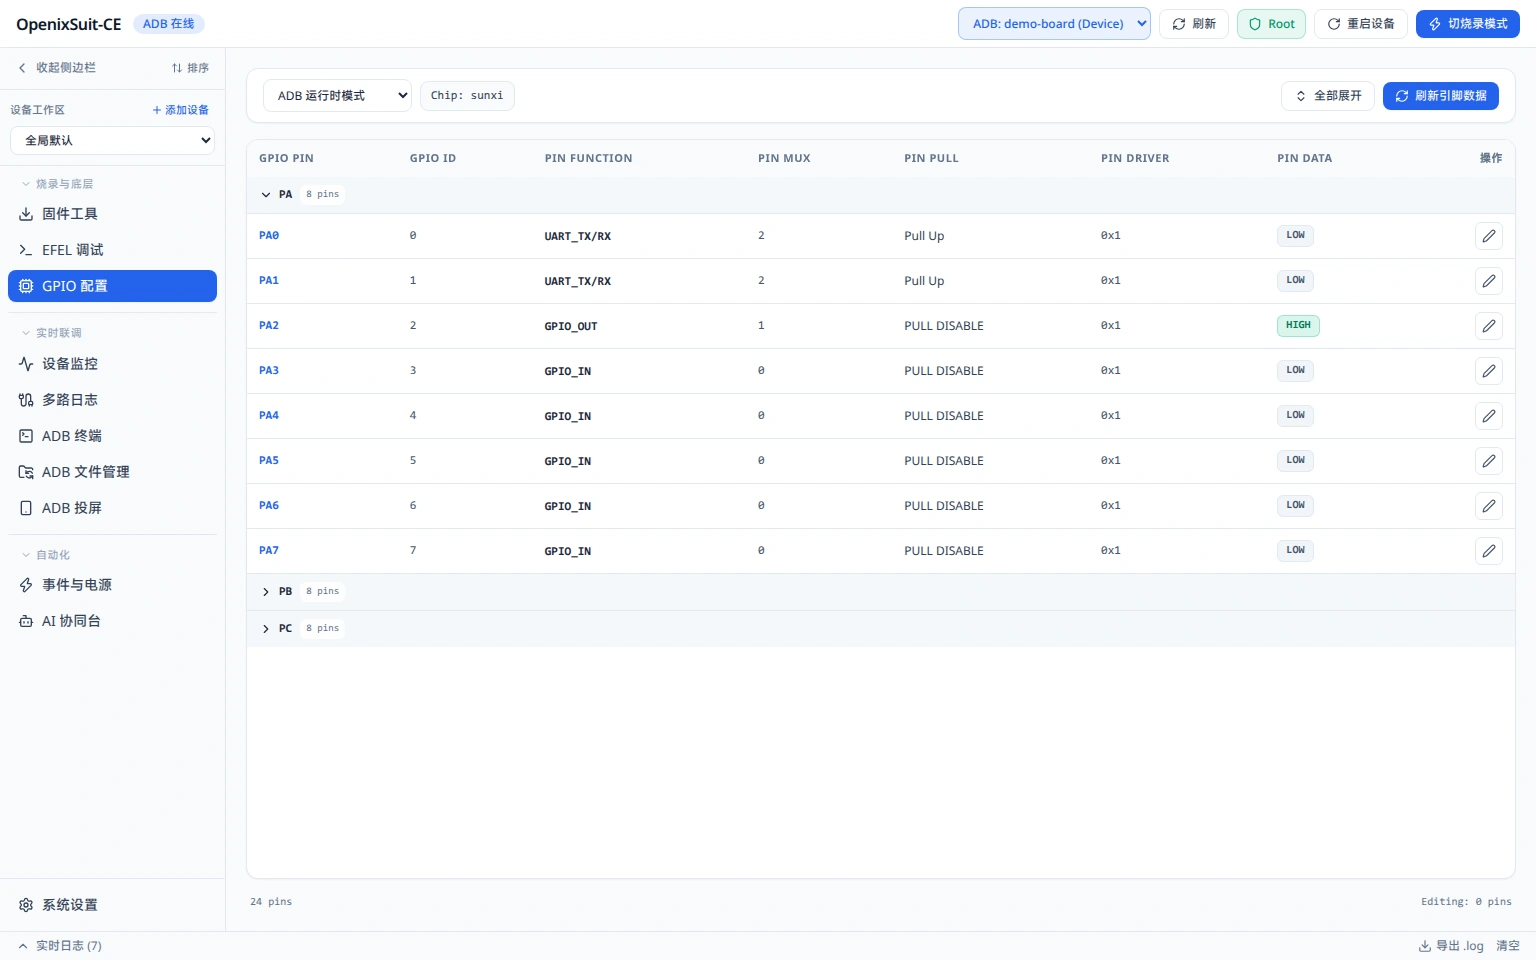 OpenixSuit-CE ADB 在线 ADB: demo-board (Device) 刷新 Root 重启设备 切烧录模式
收起侧边栏 排序
设备工作区 + 添加设备
全局默认
烧录与底层
固件工具
EFEL 调试
GPIO 配置
实时联调
设备监控
多路日志
ADB 终端
ADB 文件管理
ADB 投屏
自动化
事件与电源
AI 协同台
系统设置
ADB 运行时模式 Chip: sunxi 全部展开 刷新引脚数据
GPIO PIN GPIO ID PIN FUNCTION PIN MUX PIN PULL PIN DRIVER PIN DATA 操作
PA 8 pins
PA0 0 UART_TX/RX 2 Pull Up 0x1 LOW
PA1 1 UART_TX/RX 2 Pull Up 0x1 LOW
PA2 2 GPIO_OUT 1 PULL DISABLE 0x1 HIGH
PA3 3 GPIO_IN 0 PULL DISABLE 0x1 LOW
PA4 4 GPIO_IN 0 PULL DISABLE 0x1 LOW
PA5 5 GPIO_IN 0 PULL DISABLE 0x1 LOW
PA6 6 GPIO_IN 0 PULL DISABLE 0x1 LOW
PA7 7 GPIO_IN 0 PULL DISABLE 0x1 LOW
PB 8 pins
PC 8 pins
24 pins Editing: 0 pins
实时日志 (7) 导出 .log 清空